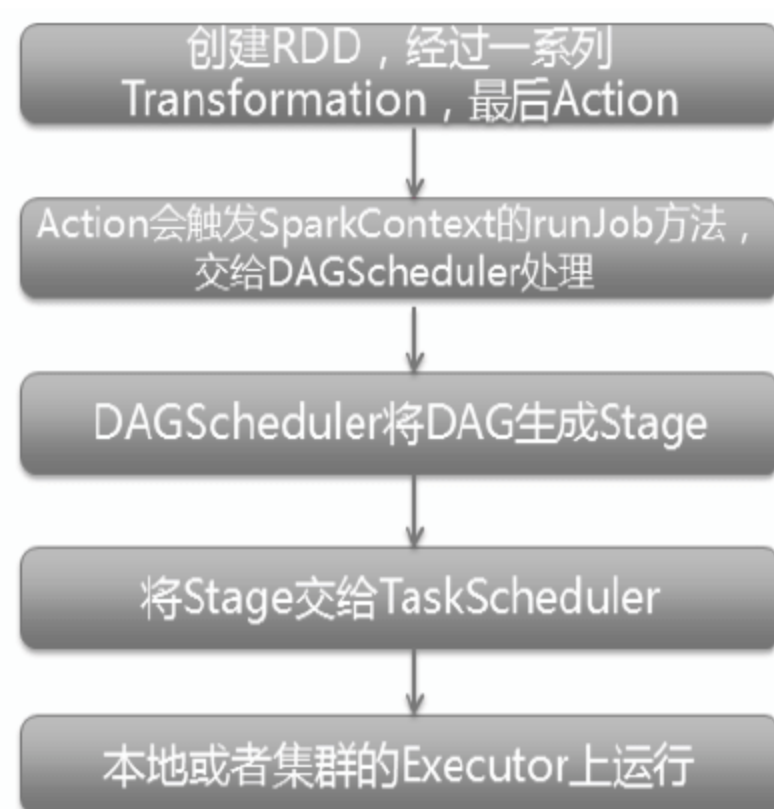 创建RDD，经过一系列
Transformation，最后Action
Action会触发SparkContext的runJob方法，
交给DAGScheduler处理
DAGScheduler将DAG生成Stage
将Stage交给TaskScheduler
本地或者集群的Executor上运行